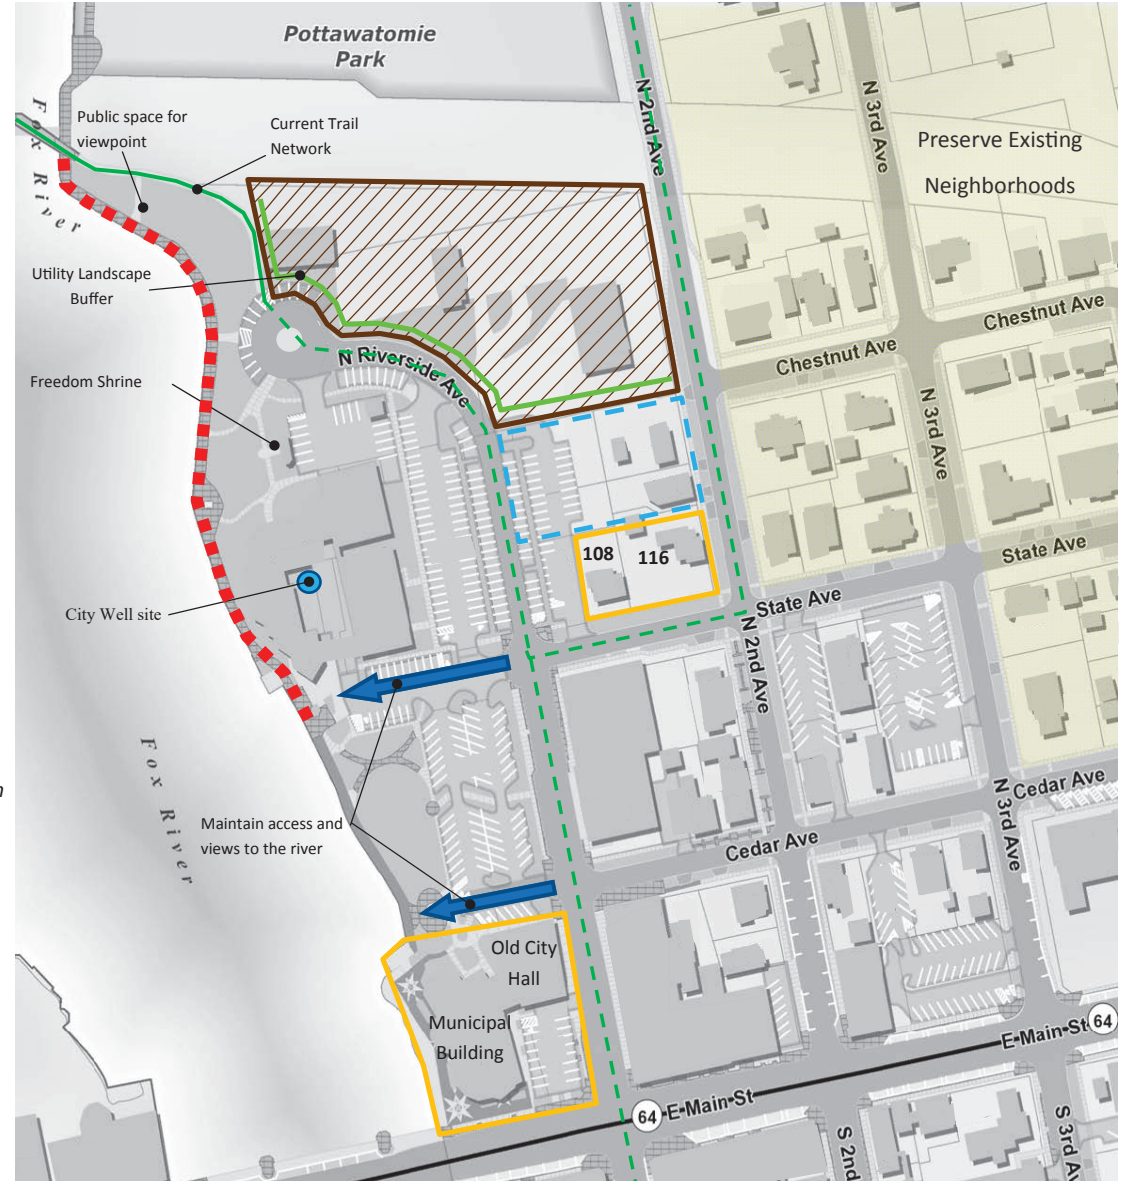 Pottawatomie
Park
Fox River
Public space for
viewpoint
Current Trail
Network
N 2nd Ave
N 3rd Ave
Preserve Existing
Neighborhoods
Utility Landscape
Buffer
Chestnut Ave
Chestnut Ave
N Riverside Ave
Freedom Shrine
N 3rd Ave
108
116
State Ave
State Ave
City Well site
N 2nd Ave
Fox River
n
Cedar Ave
N 3rd Ave
Maintain access and
views to the river
Cedar Ave
Old City
Hall
Municipal
Building
E Main St
64
64
E Main St
S 2nd
S 3rd Av